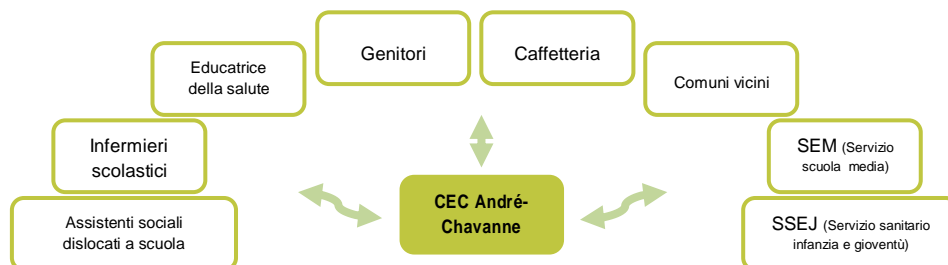 Genitori
Caffetteria
Educatrice
della salute
Comuni vicini
Infermieri
scolastici
SEM (Servizio
scuola media)
Assistenti sociali
dislocati a scuola
CEC André-
Chavanne
SSEJ (Servizio sanitario
infanzia e gioventù)